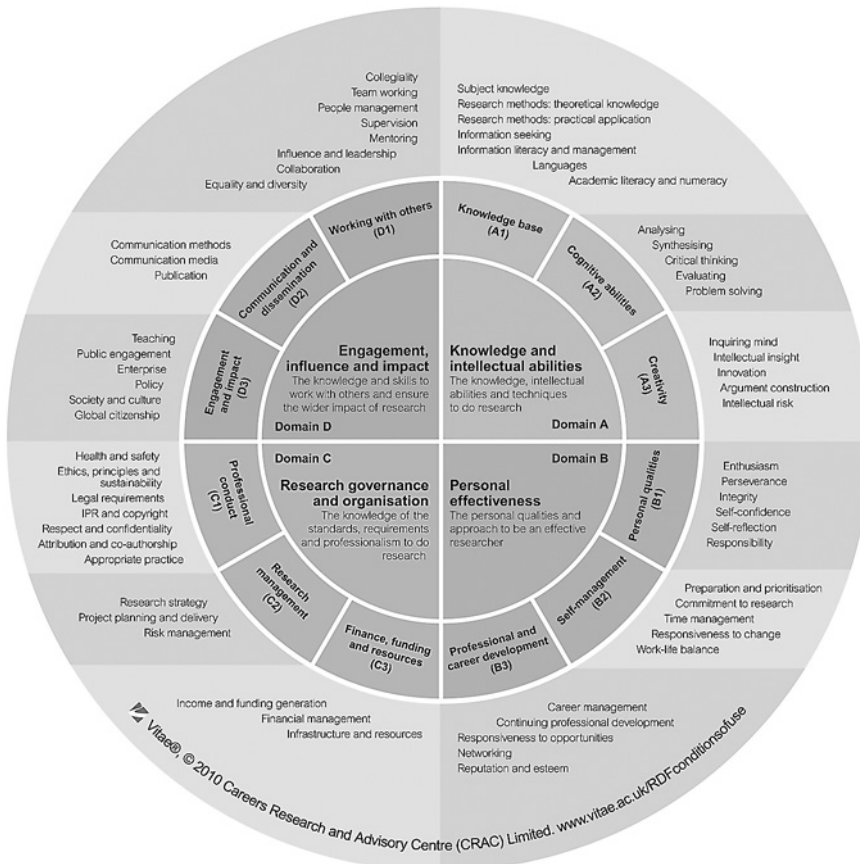 Collegiality
Team working
People management
Supervision
Mentoring
Influence and leadership
Collaboration
Equality and diversity
Subject knowledge
Research methods: theoretical knowledge
Research methods: practical application
Information seeking
Information literacy and management
Languages
Academic literacy and numeracy
Working with others
(D1)
Knowledge base
(A1)
Communication methods
Communication media
Publication
Communication and
dissemination
(D2)
Cognitive abilities
(A2)
Analysing
Synthesising
Critical thinking
Evaluating
Problem solving
Teaching
Public engagement
Enterprise
Policy
Society and culture
Global citizenship
Engagement
and impact
(D3)
Engagement,
influence and impact
The knowledge and skills to
work with others and ensure
the wider impact of research
Domain D
Knowledge and
intellectual abilities
The knowledge, intellectual
abilities and techniques
to do research
Domain A
Creativity
(A3)
Inquiring mind
Intellectual insight
Innovation
Argument construction
Intellectual risk
Health and safety
Ethics, principles and
sustainability
Legal requirements
IPR and copyright
Respect and confidentiality
Attribution and co-authorship
Appropriate practice
Professional
conduct
(C1)
Domain C
Research governance
and organisation
The knowledge of the
standards, requirements
and professionalism to do
research
Domain B
Personal
effectiveness
The personal qualities and
approach to be an effective
researcher
Personal qualities
(B1)
Enthusiasm
Perseverance
Integrity
Self-confidence
Self-reflection
Responsibility
Research strategy
Project planning and delivery
Risk management
Research
management
(C2)
Self-management
(B2)
Preparation and prioritisation
Commitment to research
Time management
Responsiveness to change
Work-life balance
Finance, funding
and resources
(C3)
Professional and
career development
(B3)
Income and funding generation
Financial management
Infrastructure and resources
Career management
Continuing professional development
Responsiveness to opportunities
Networking
Reputation and esteem
Vitae®, © 2010 Careers Research and Advisory Centre (CRAC) Limited. www.vitae.ac.uk/RDFconditionsofuse